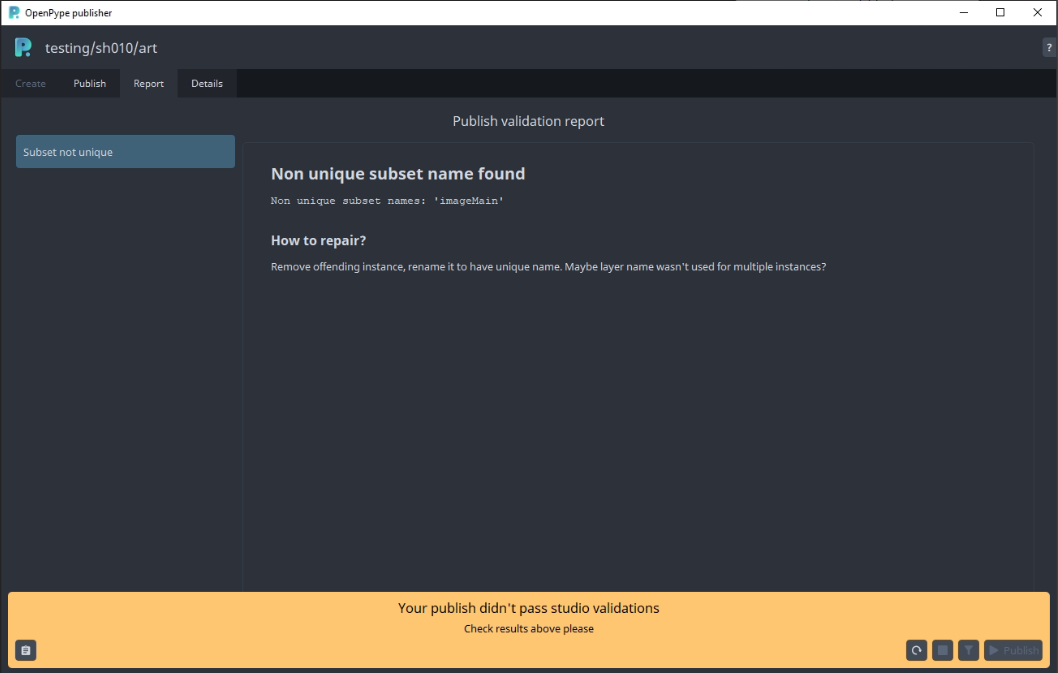 OpenPype publisher
testing/sh010/art
?
Create Publish Report Details
Publish validation report
Subset not unique
Non unique subset name found
Non unique subset names: 'imageMain'
How to repair?
Remove offending instance, rename it to have unique name. Maybe layer name wasn't used for multiple instances?
Your publish didn't pass studio validations
Check results above please
Publish